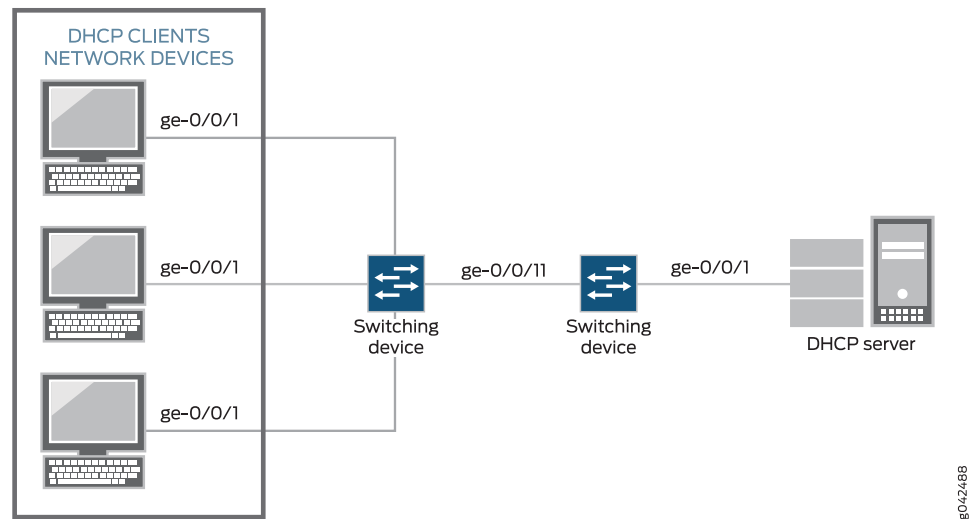 DHCP CLIENTS
NETWORK DEVICES
ge-0/0/1
ge-0/0/1
ge-0/0/11
ge-0/0/1
Switching
device
Switching
device
DHCP server
ge-0/0/1
g042488